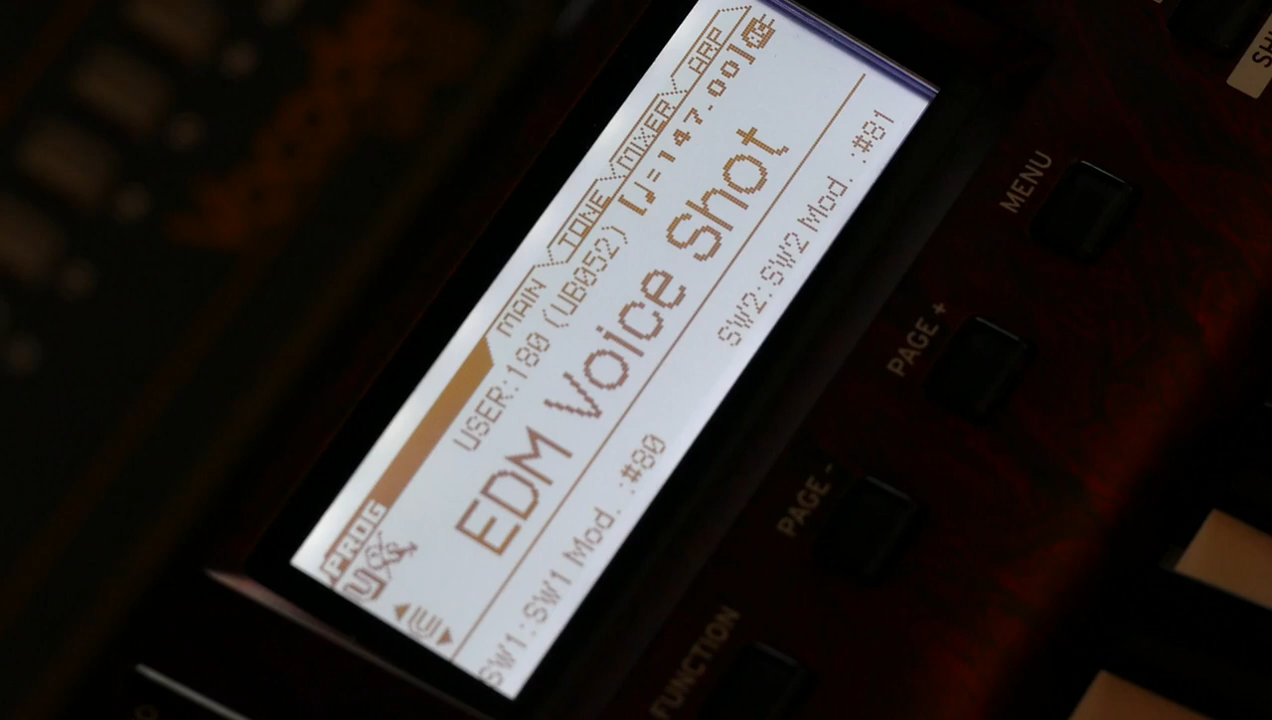 PROG
MAIN TONE MIXER ARP
USER:180 (UB052) [♩=147.00]
EDM Voice Shot
SW1:SW1 Mod. :#80 SW2:SW2 Mod. :#81
MENU
PAGE +
PAGE -
FUNCTION